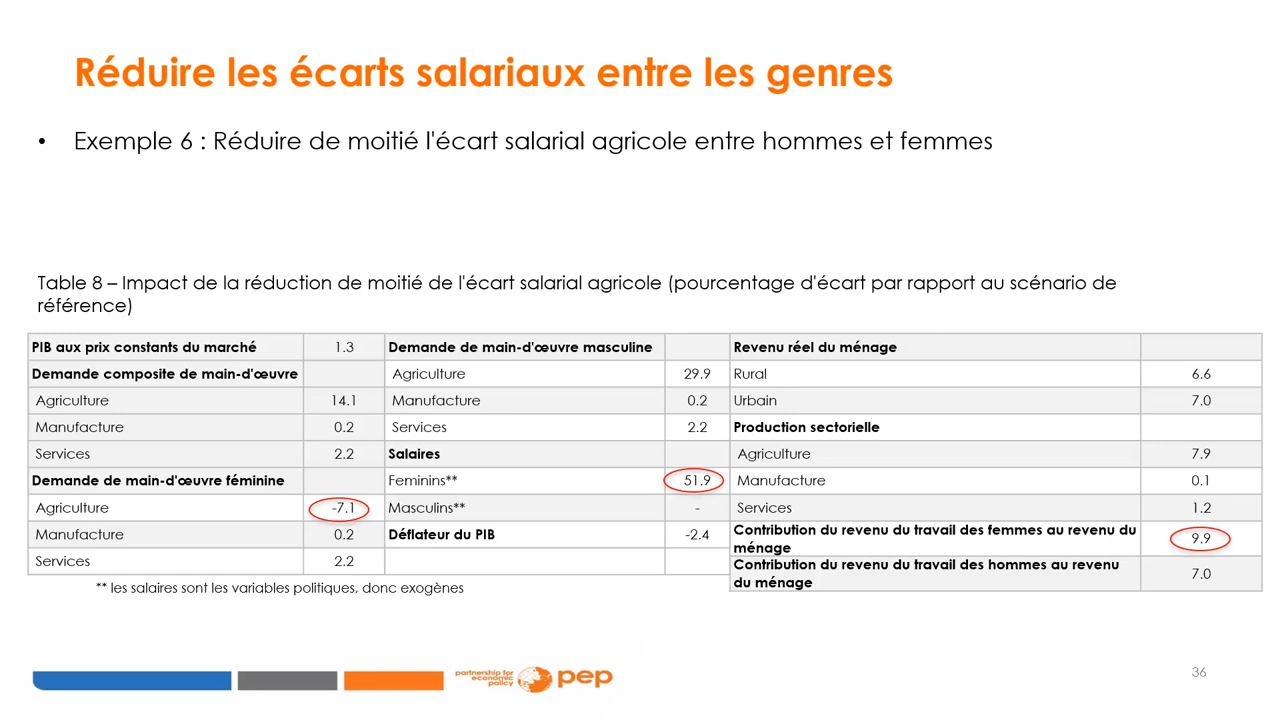 Réduire les écarts salariaux entre les genres
• Exemple 6 : Réduire de moitié l'écart salarial agricole entre hommes et femmes
Table 8 – Impact de la réduction de moitié de l'écart salarial agricole (pourcentage d'écart par rapport au scénario de
référence)
PIB aux prix constants du marché 1.3 Demande de main-d'œuvre masculine Revenu réel du ménage
Demande composite de main-d'œuvre Agriculture 29.9 Rural 6.6
Agriculture 14.1 Manufacture 0.2 Urbain 7.0
Manufacture 0.2 Services 2.2 Production sectorielle
Services 2.2 Salaires Agriculture 7.9
Demande de main-d'œuvre féminine Feminins** 51.9 Manufacture 0.1
Agriculture -7.1 Masculins** - Services 1.2
Manufacture 0.2 Déflateur du PIB -2.4 Contribution du revenu du travail des femmes au revenu du
ménage 9.9
Services 2.2 Contribution du revenu du travail des hommes au revenu
du ménage 7.0
** les salaires sont les variables politiques, donc exogènes
partnership for
economic
policy
pep
36